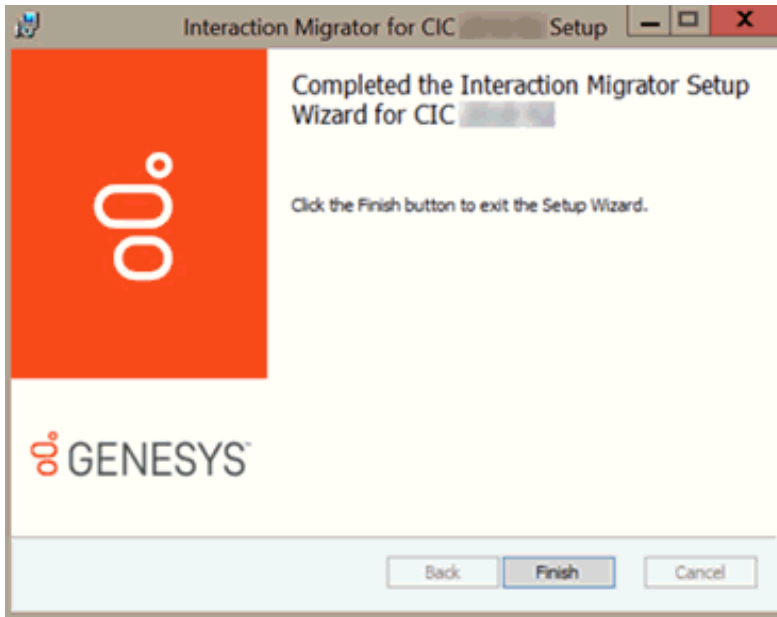 Interaction Migrator for CIC Setup
Completed the Interaction Migrator Setup
Wizard for CIC
Click the Finish button to exit the Setup Wizard.
GENESYS
Back Finish Cancel